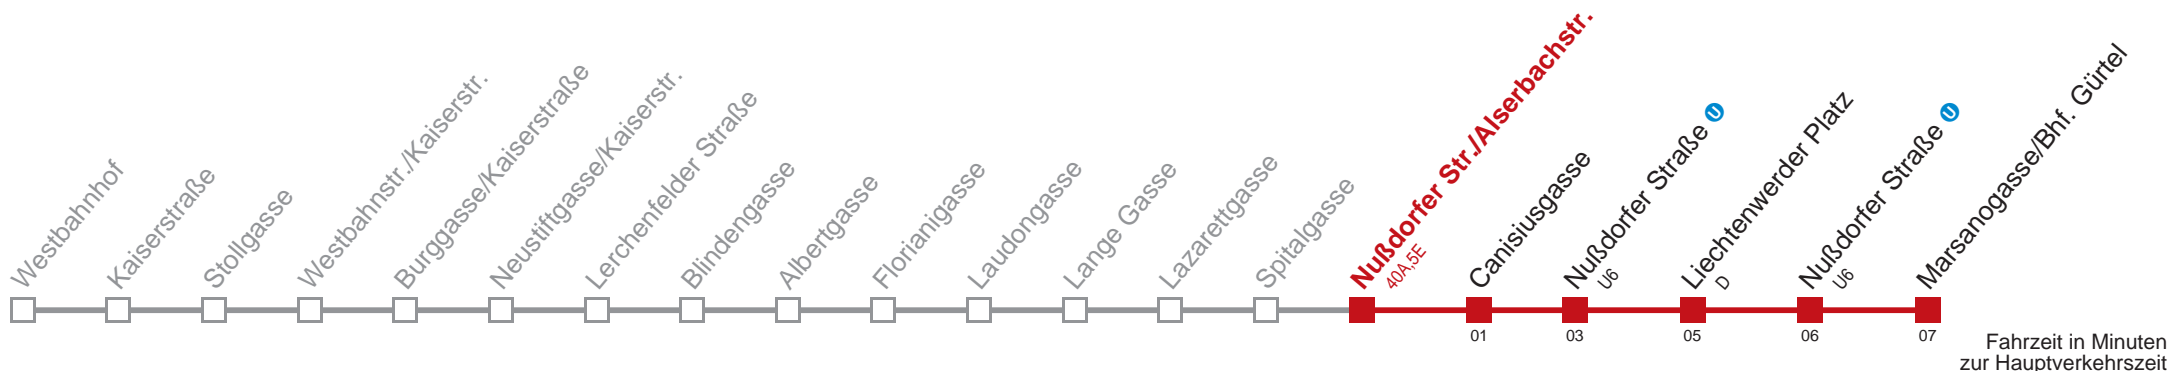 Westbahnhof
Kaiserstraße
Stollgasse
Westbahnstr./Kaiserstr.
Burggasse/Kaiserstraße
Neustiftgasse/Kaiserstr.
Lerchenfelder Straße
Blindengasse
Albertgasse
Florianigasse
Laudongasse
Lange Gasse
Lazarettgasse
Spitalgasse
Nußdorfer Str./Alserbachstr.
40A,5E
Canisiusgasse
Nußdorfer Straße U
U6
Liechtenwerder Platz
D
Nußdorfer Straße U
U6
Marsanogasse/Bhf. Gürtel
01
03
05
06
07
Fahrzeit in Minuten
zur Hauptverkehrszeit